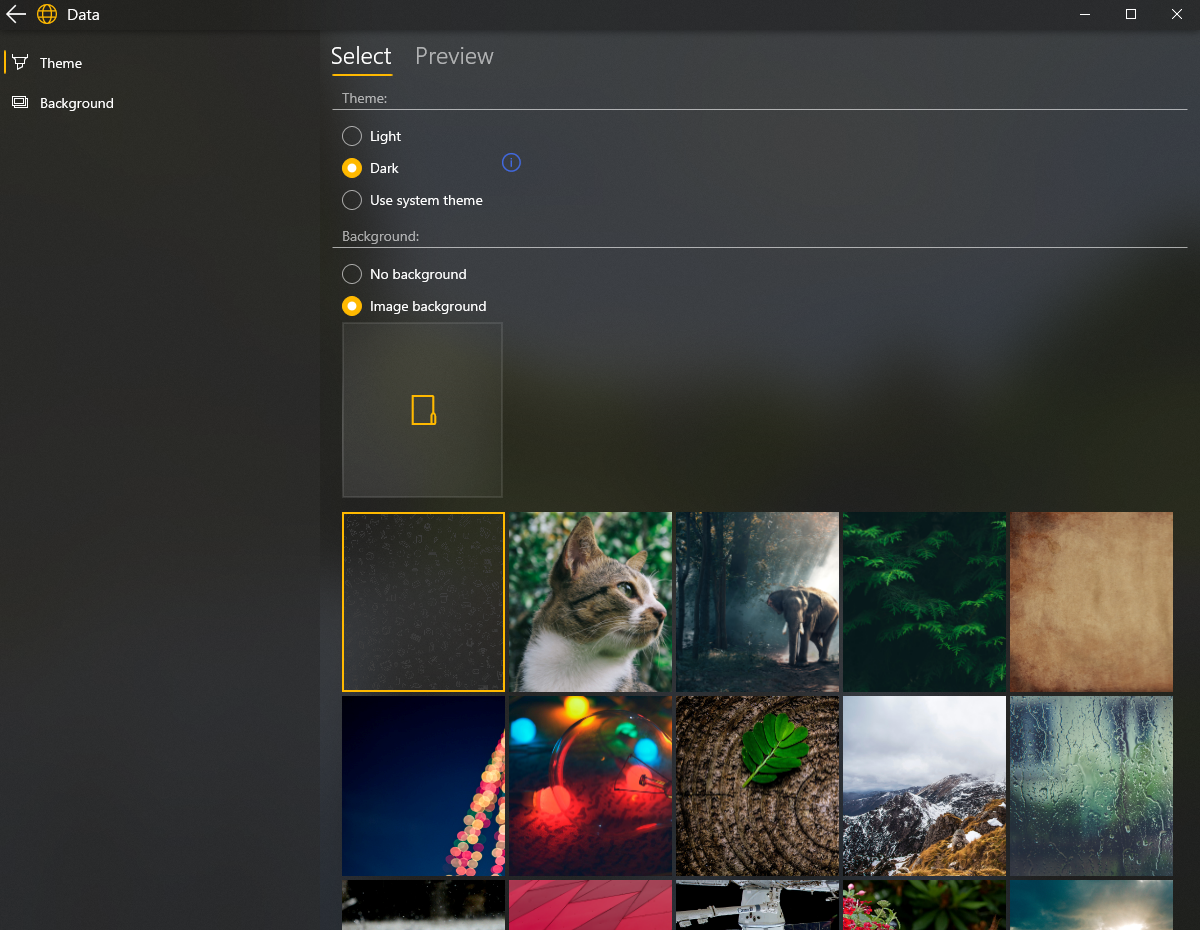 Data
Theme
Background
Select Preview
Theme:
Light
Dark
Use system theme
Background:
No background
Image background